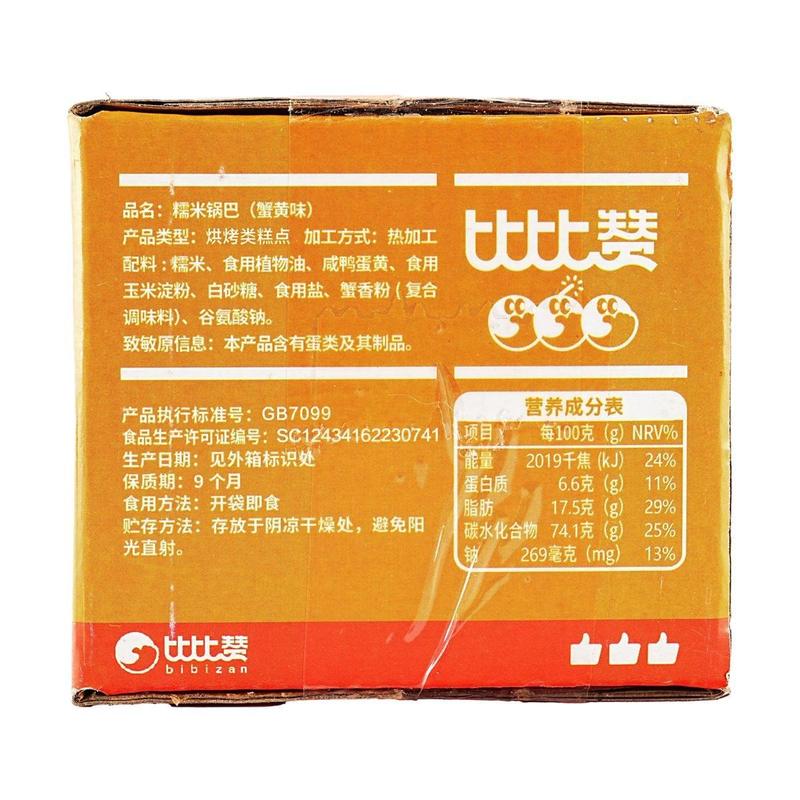 品名：糯米锅巴（蟹黄味）
产品类型：烘烤类糕点 加工方式：热加工
配料：糯米、食用植物油、咸鸭蛋黄、食用
玉米淀粉、白砂糖、食用盐、蟹香粉(复合
调味料)、谷氨酸钠。
致敏原信息：本产品含有蛋类及其制品。
比比赞
产品执行标准号：GB7099
食品生产许可证编号：SC12434162230741
生产日期：见外箱标识处
保质期：9个月
食用方法：开袋即食
贮存方法：存放于阴凉干燥处，避免阳
光直射。
营养成分表
项目 每100克（g） NRV%
能量 2019千焦（kJ） 24%
蛋白质 6.6克（g） 11%
脂肪 17.5克（g） 29%
碳水化合物 74.1克（g） 25%
钠 269毫克（mg） 13%
比比赞
bibizan